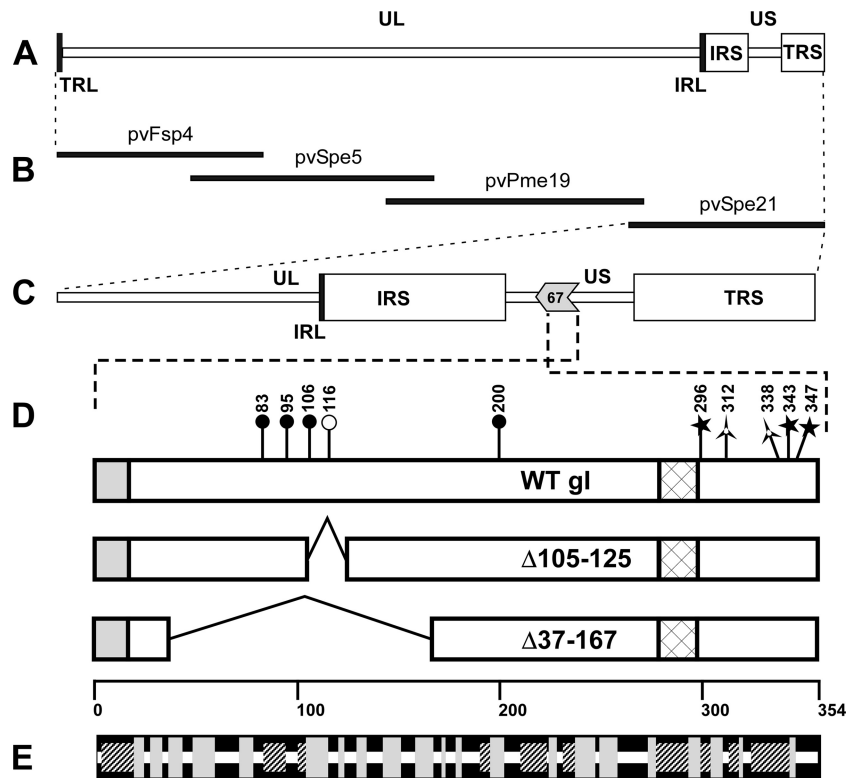 UL
US
A
IRS
TRS
TRL
IRL
pvFsp4
B
pvSpe5
pvPme19
pvSpe21
C
UL
US
IRS
67
TRS
IRL
D
83
95
106
116
200
296
312
338
343
347
WT gI
Δ105-125
Δ37-167
0
100
200
300
354
E